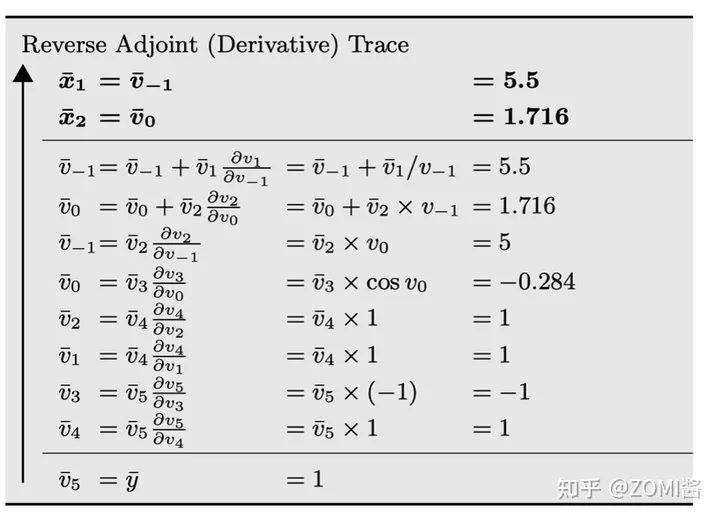 Reverse Adjoint (Derivative) Trace
x̄₁ = v̄₋₁ = 5.5
x̄₂ = v̄₀ = 1.716
v̄₋₁ = v̄₋₁ + v̄₁ ∂v₁/∂v₋₁ = v̄₋₁ + v̄₁/v₋₁ = 5.5
v̄₀ = v̄₀ + v̄₂ ∂v₂/∂v₀ = v̄₀ + v̄₂ × v₋₁ = 1.716
v̄₋₁ = v̄₂ ∂v₂/∂v₋₁ = v̄₂ × v₀ = 5
v̄₀ = v̄₃ ∂v₃/∂v₀ = v̄₃ × cos v₀ = −0.284
v̄₂ = v̄₄ ∂v₄/∂v₂ = v̄₄ × 1 = 1
v̄₁ = v̄₄ ∂v₄/∂v₁ = v̄₄ × 1 = 1
v̄₃ = v̄₅ ∂v₅/∂v₃ = v̄₅ × (−1) = −1
v̄₄ = v̄₅ ∂v₅/∂v₄ = v̄₅ × 1 = 1
v̄₅ = ȳ = 1
知乎 @ZOMI酱